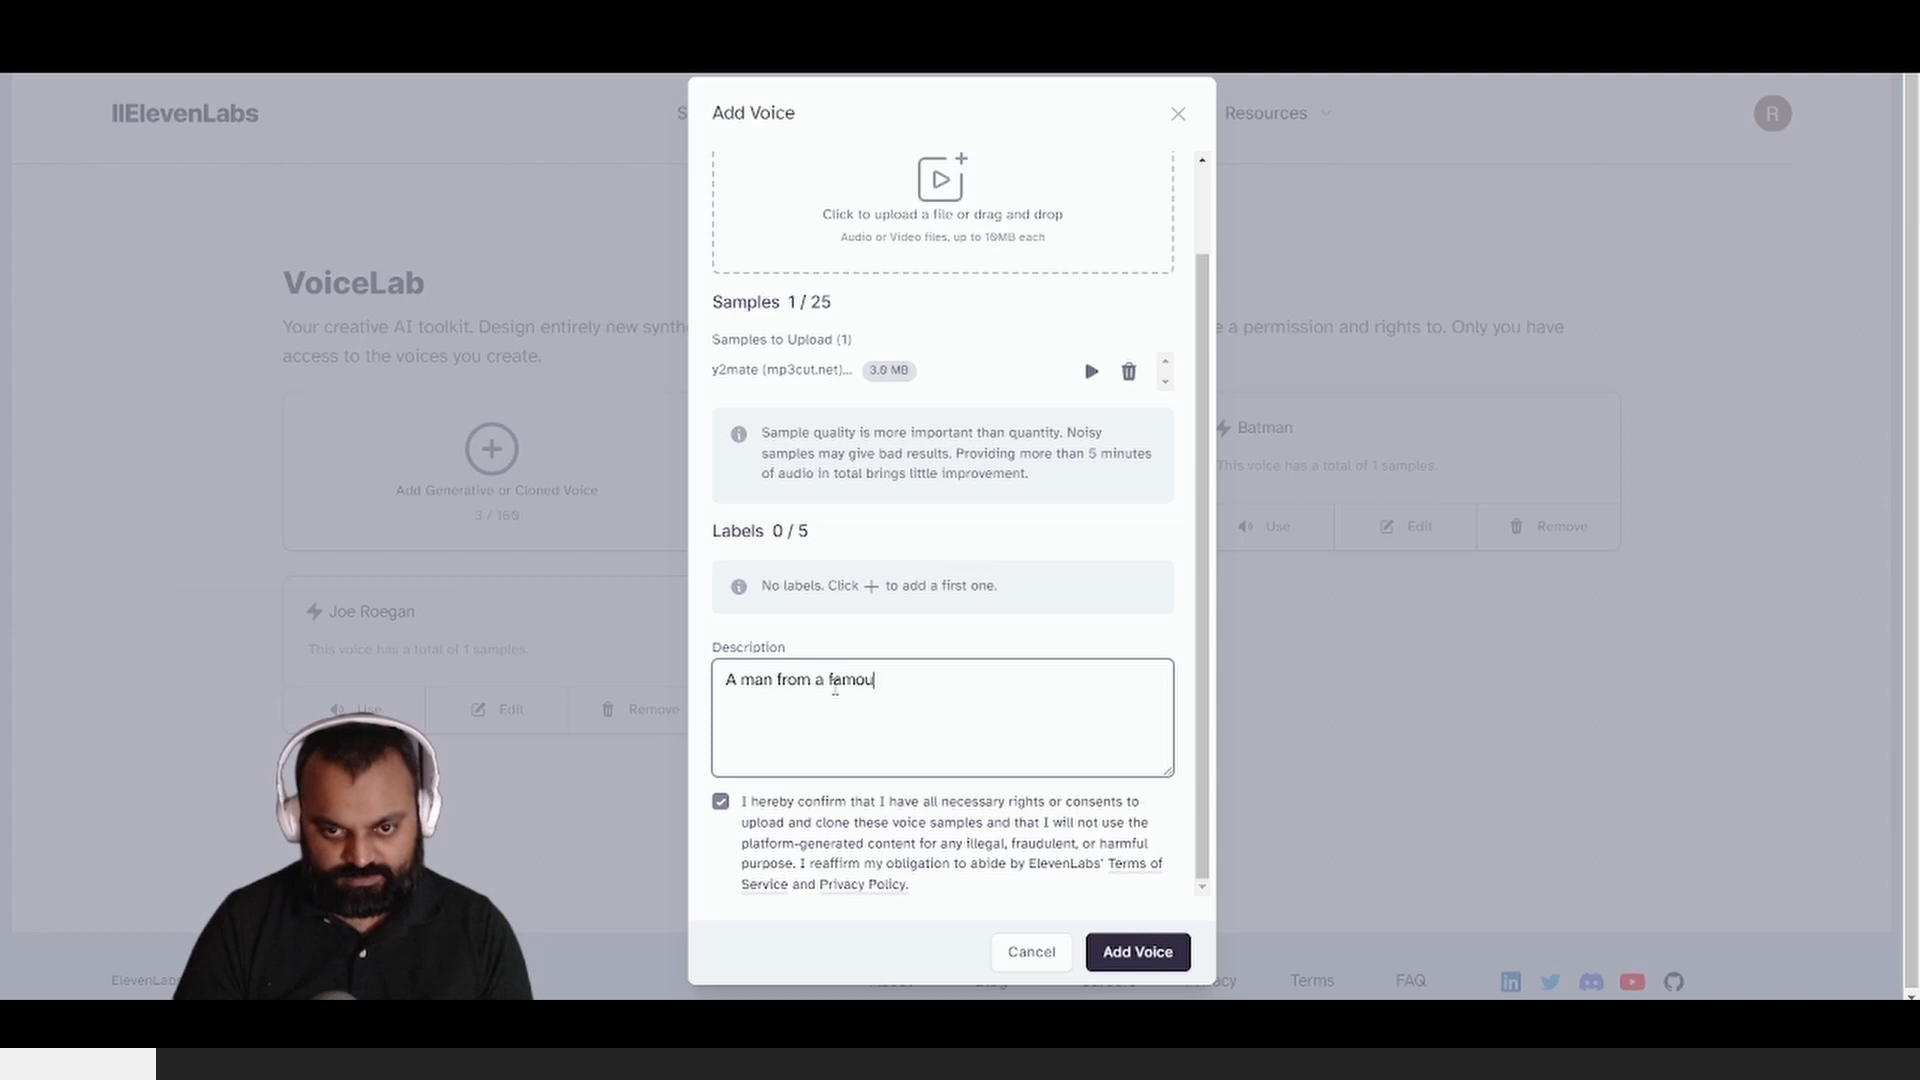 IIElevenLabs
Resources
R
Add Voice
Click to upload a file or drag and drop
Audio or Video files, up to 10MB each
Samples 1 / 25
Samples to Upload (1)
y2mate (mp3cut.net)... 3.0 MB
Sample quality is more important than quantity. Noisy
samples may give bad results. Providing more than 5 minutes
of audio in total brings little improvement.
Labels 0 / 5
No labels. Click + to add a first one.
Description
A man from a famou
I hereby confirm that I have all necessary rights or consents to
upload and clone these voice samples and that I will not use the
platform-generated content for any illegal, fraudulent, or harmful
purpose. I reaffirm my obligation to abide by ElevenLabs' Terms of
Service and Privacy Policy.
Cancel Add Voice
VoiceLab
Your creative AI toolkit. Design entirely new
e a permission and rights to. Only you have
access to the voices you create.
Add Generative or Cloned Voice
3 / 160
Batman
This voice has a total of 1 samples.
Use Edit Remove
Joe Roegan
This voice has a total of 1 samples.
Use Edit Remove
Terms FAQ